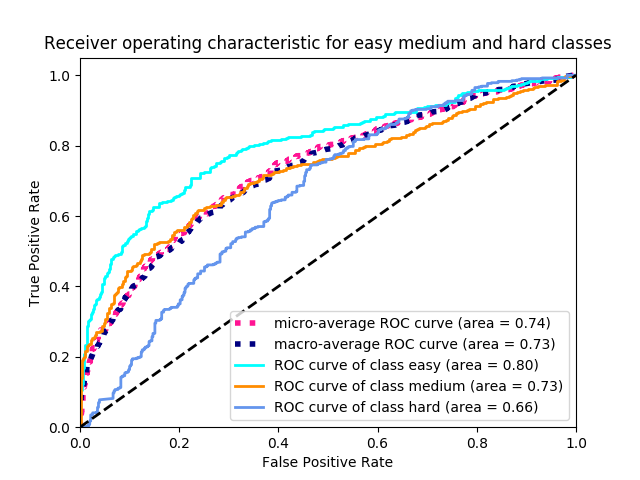 Receiver operating characteristic for easy medium and hard classes
1.0
0.8
0.6
0.4
0.2
0.0
True Positive Rate
micro-average ROC curve (area = 0.74)
macro-average ROC curve (area = 0.73)
ROC curve of class easy (area = 0.80)
ROC curve of class medium (area = 0.73)
ROC curve of class hard (area = 0.66)
0.0 0.2 0.4 0.6 0.8 1.0
False Positive Rate